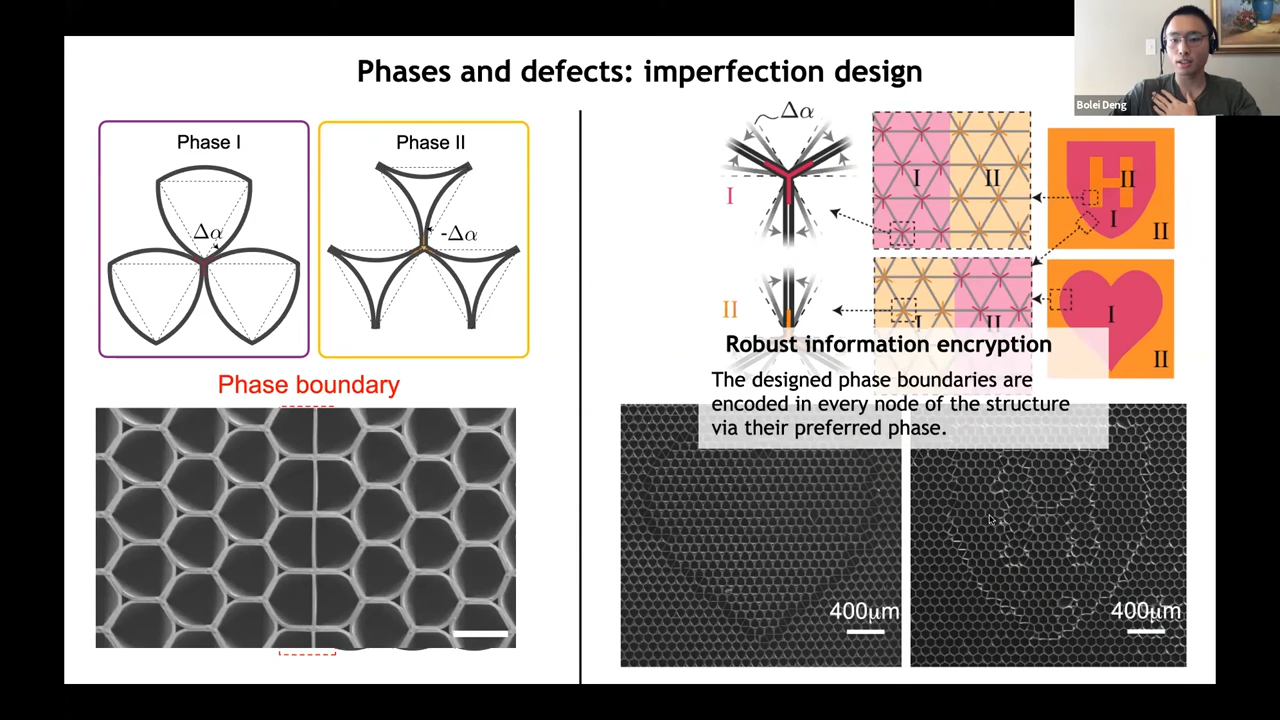 Phases and defects: imperfection design
Bolei Deng
Phase I
Δα
Phase II
-Δα
Phase boundary
Δα
I
II
I
II
I
II
II
I
II
I
II
I
II
Robust information encryption
The designed phase boundaries are
encoded in every node of the structure
via their preferred phase.
400μm
400μm